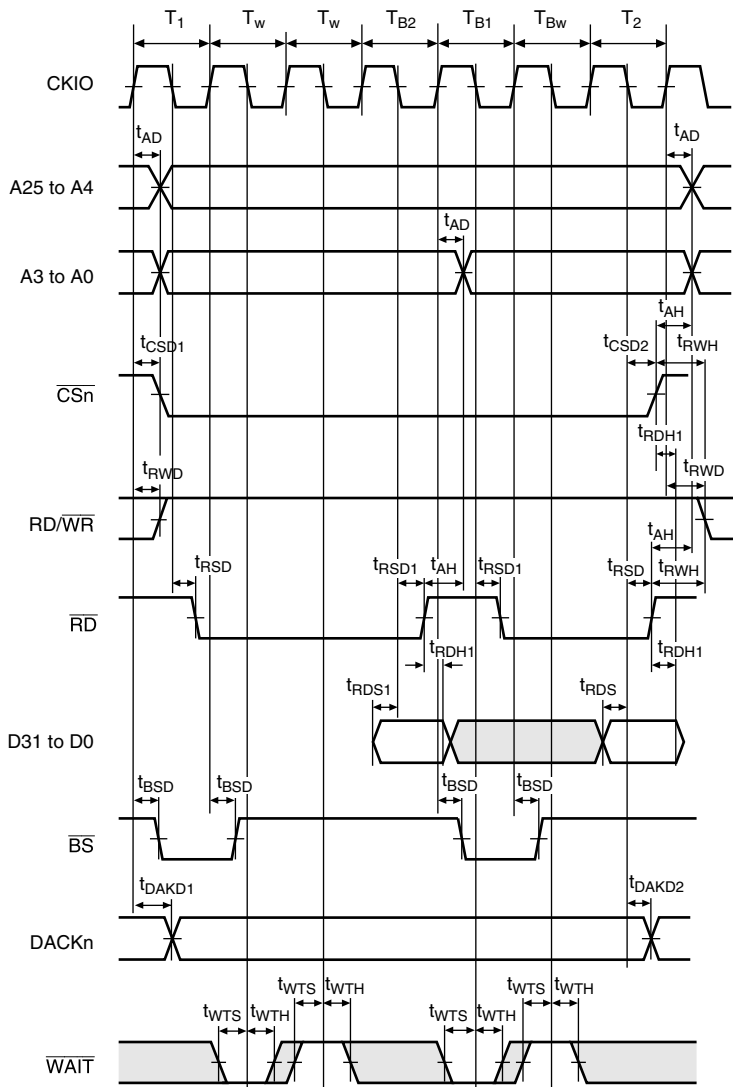 T1 Tw Tw TB2 TB1 TBw T2
CKIO
tAD tAD
A25 to A4
tAD
A3 to A0
tAH
tCSD1 tCSD2 tRWH
CSn
tRDH1
tRWD tRWD
RD/WR
tAH
tRSD tRSD1 tAH tRSD1 tRSD tRWH
RD
tRDH1 tRDH1
tRDS1 tRDS
D31 to D0
tBSD tBSD tBSD tBSD
BS
tDAKD1 tDAKD2
DACKn
tWTS tWTH tWTS tWTH tWTS tWTH tWTS tWTH
WAIT